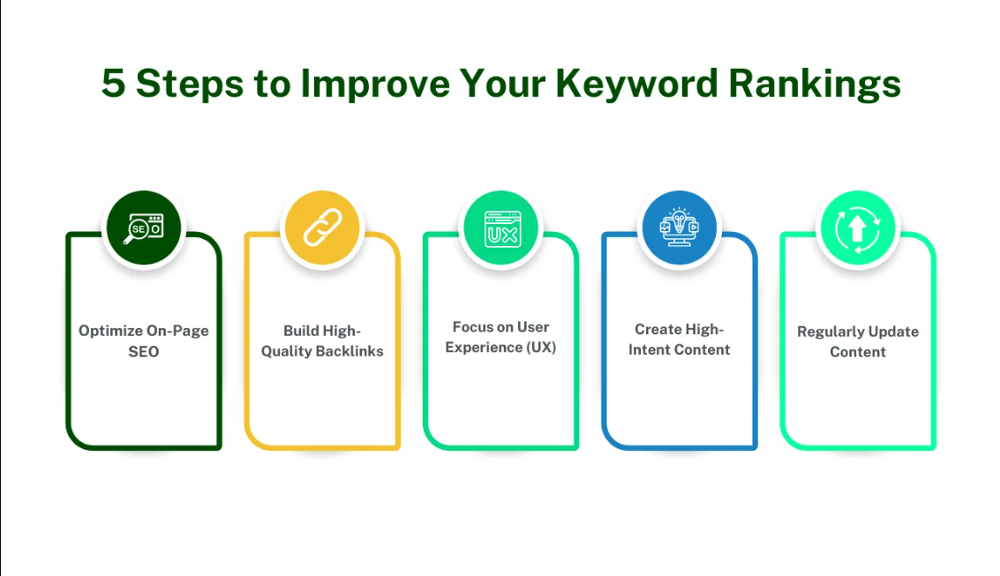 5 Steps to Improve Your Keyword Rankings
SEO
UX
Optimize On-Page
SEO
Build High-
Quality Backlinks
Focus on User
Experience (UX)
Create High-
Intent Content
Regularly Update
Content